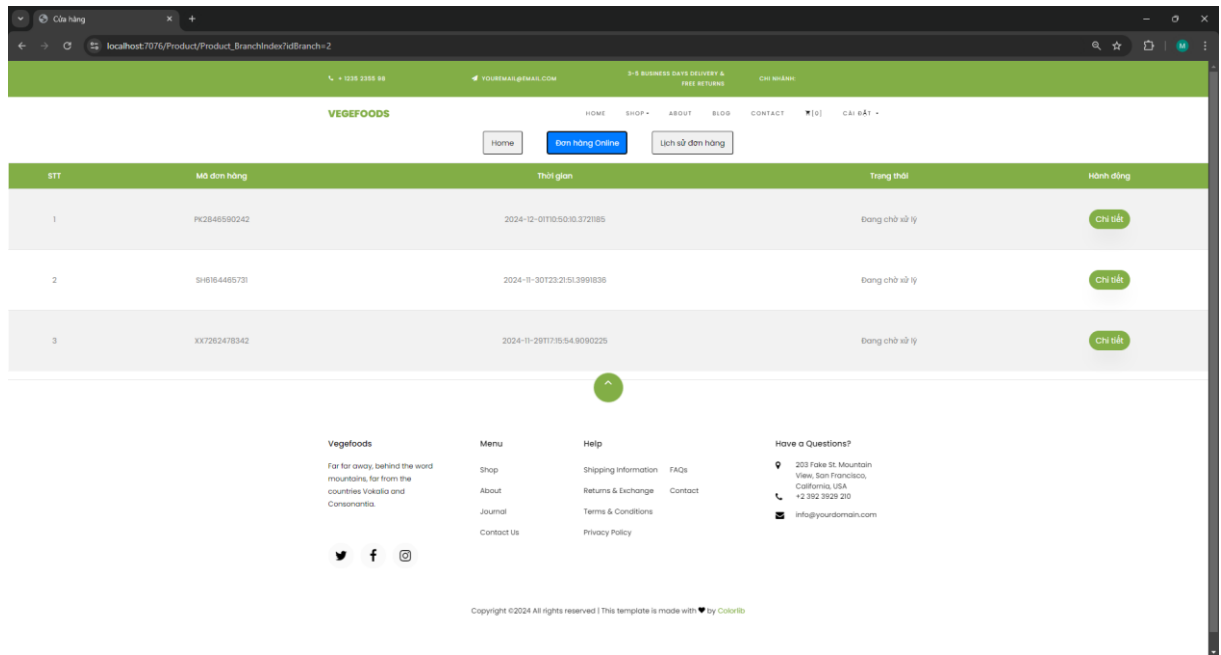 Cửa hàng
localhost:7076/Product/Product_BranchIndex?idBranch=2
M
+ 1235 2355 98
YOUREMAIL@EMAIL.COM
3-5 BUSINESS DAYS DELIVERY &
FREE RETURNS
CHI NHÁNH
VEGEFOODS
HOME SHOP ABOUT BLOG CONTACT [0] CÀI ĐẶT
Home Đơn hàng Online Lịch sử đơn hàng
STT Mã đơn hàng Thời gian Trạng thái Hành động
1 PK2846590242 2024-12-01T10:50:10.3721185 Đang chờ xử lý Chi tiết
2 SH6164465731 2024-11-30T23:21:51.3991836 Đang chờ xử lý Chi tiết
3 XX7262478342 2024-11-29T17:15:54.9090225 Đang chờ xử lý Chi tiết
Vegefoods
Far far away, behind the word
mountains, far from the
countries Vokalia and
Consonantia.
Menu
Shop
About
Journal
Contact Us
Help
Shipping Information FAQs
Returns & Exchange Contact
Terms & Conditions
Privacy Policy
Have a Questions?
203 Fake St. Mountain
View, San Francisco,
California, USA
+2 392 3929 210
info@yourdomain.com
Copyright ©2024 All rights reserved | This template is made with ♥ by Colorlib